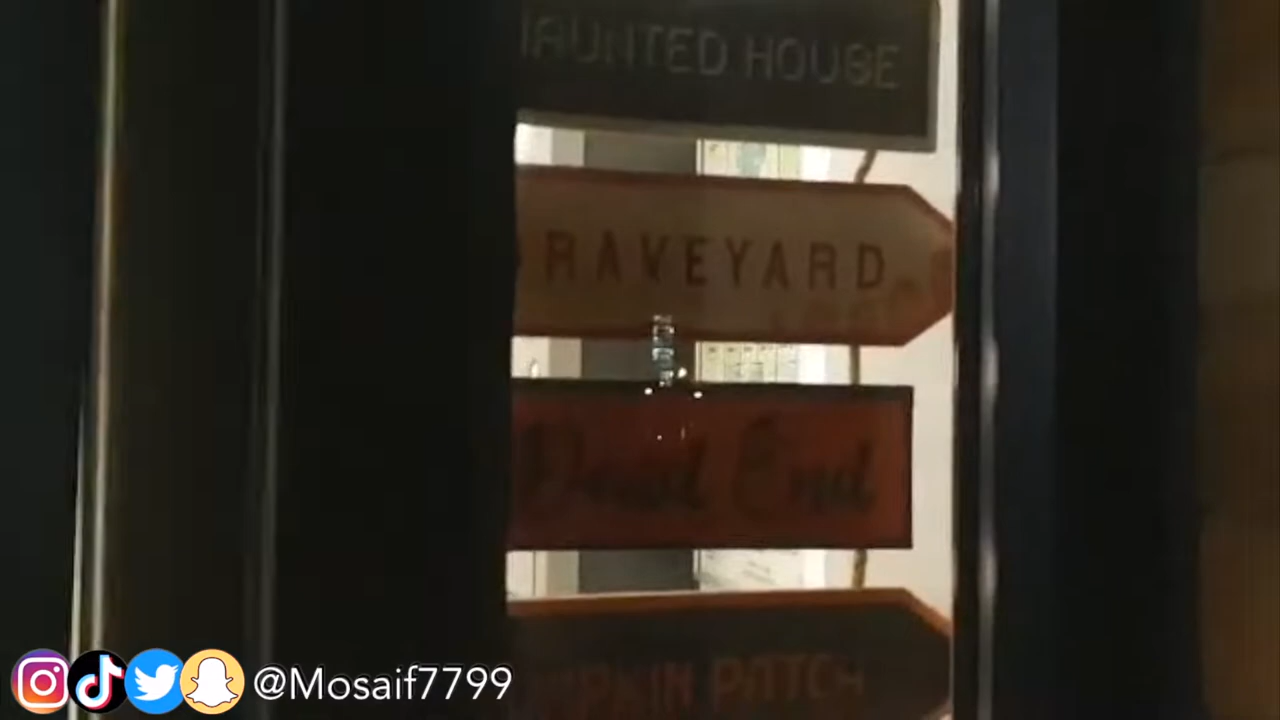 HAUNTED HOUSE
GRAVEYARD
Dead End
PUMPKIN PATCH
@Mosaif7799